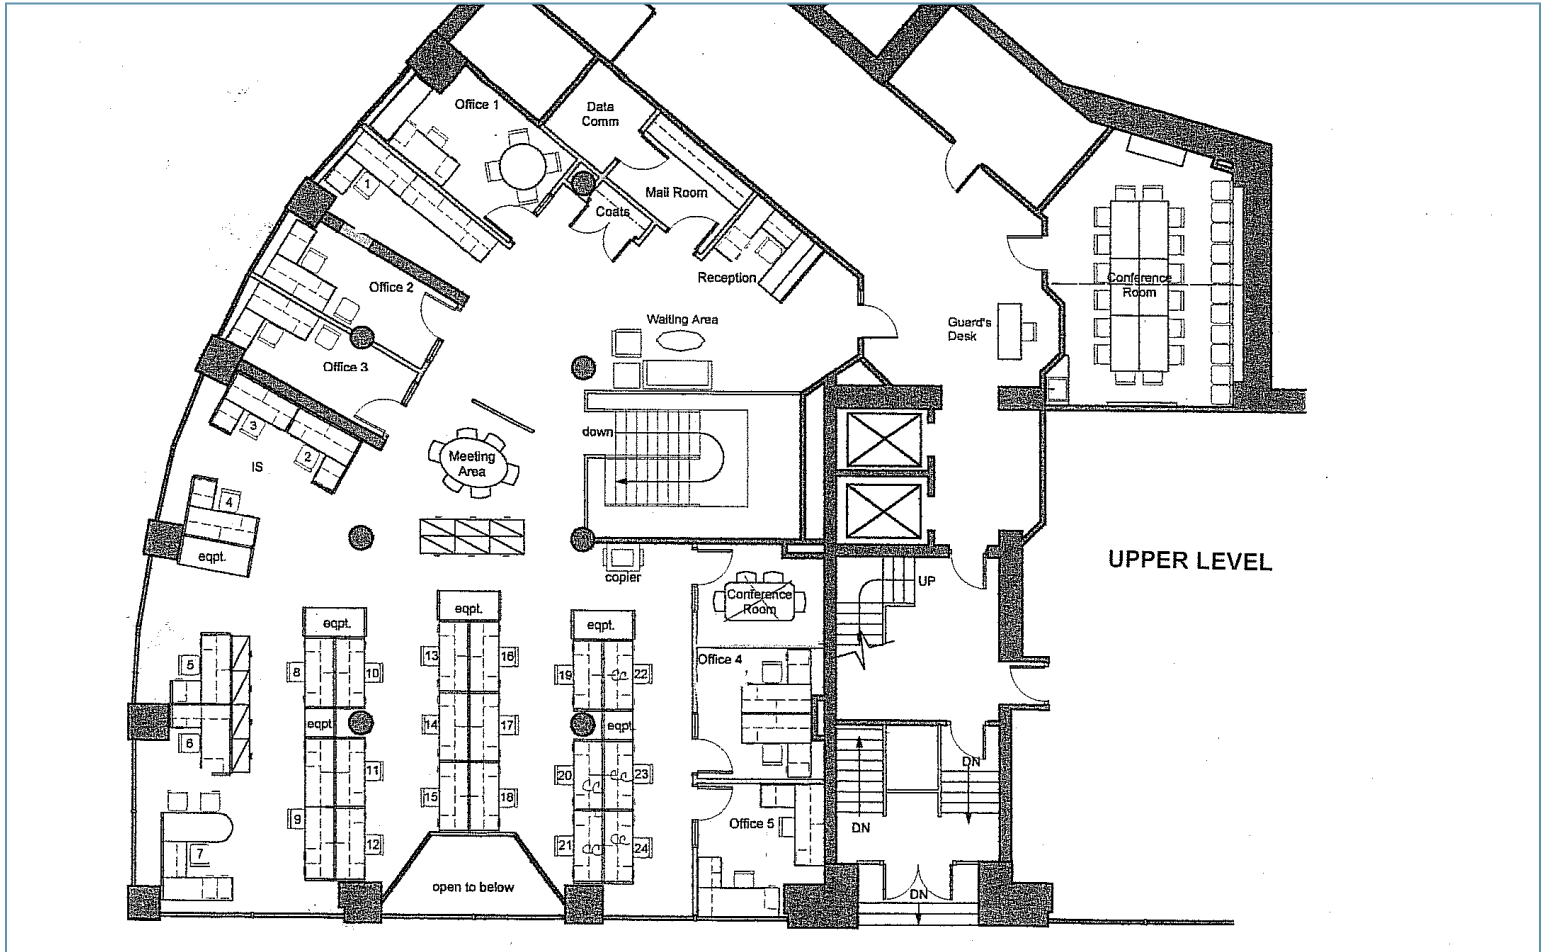 Office 1
Data
Comm
1
Mail Room
Coats
Reception
Office 2
Conference
Room
Waiting Area
Guard's
Desk
Office 3
down
3
2
Meeting
Area
IS
4
eqpt.
UPPER LEVEL
copier
UP
Conference
Room
eqpt.
eqpt.
eqpt.
5
8
10
13
16
19
22
Office 4
6
eqpt
14
17
eqpt
11
15
18
20
23
DN
9
12
21
24
Office 5
DN
7
open to below
DN